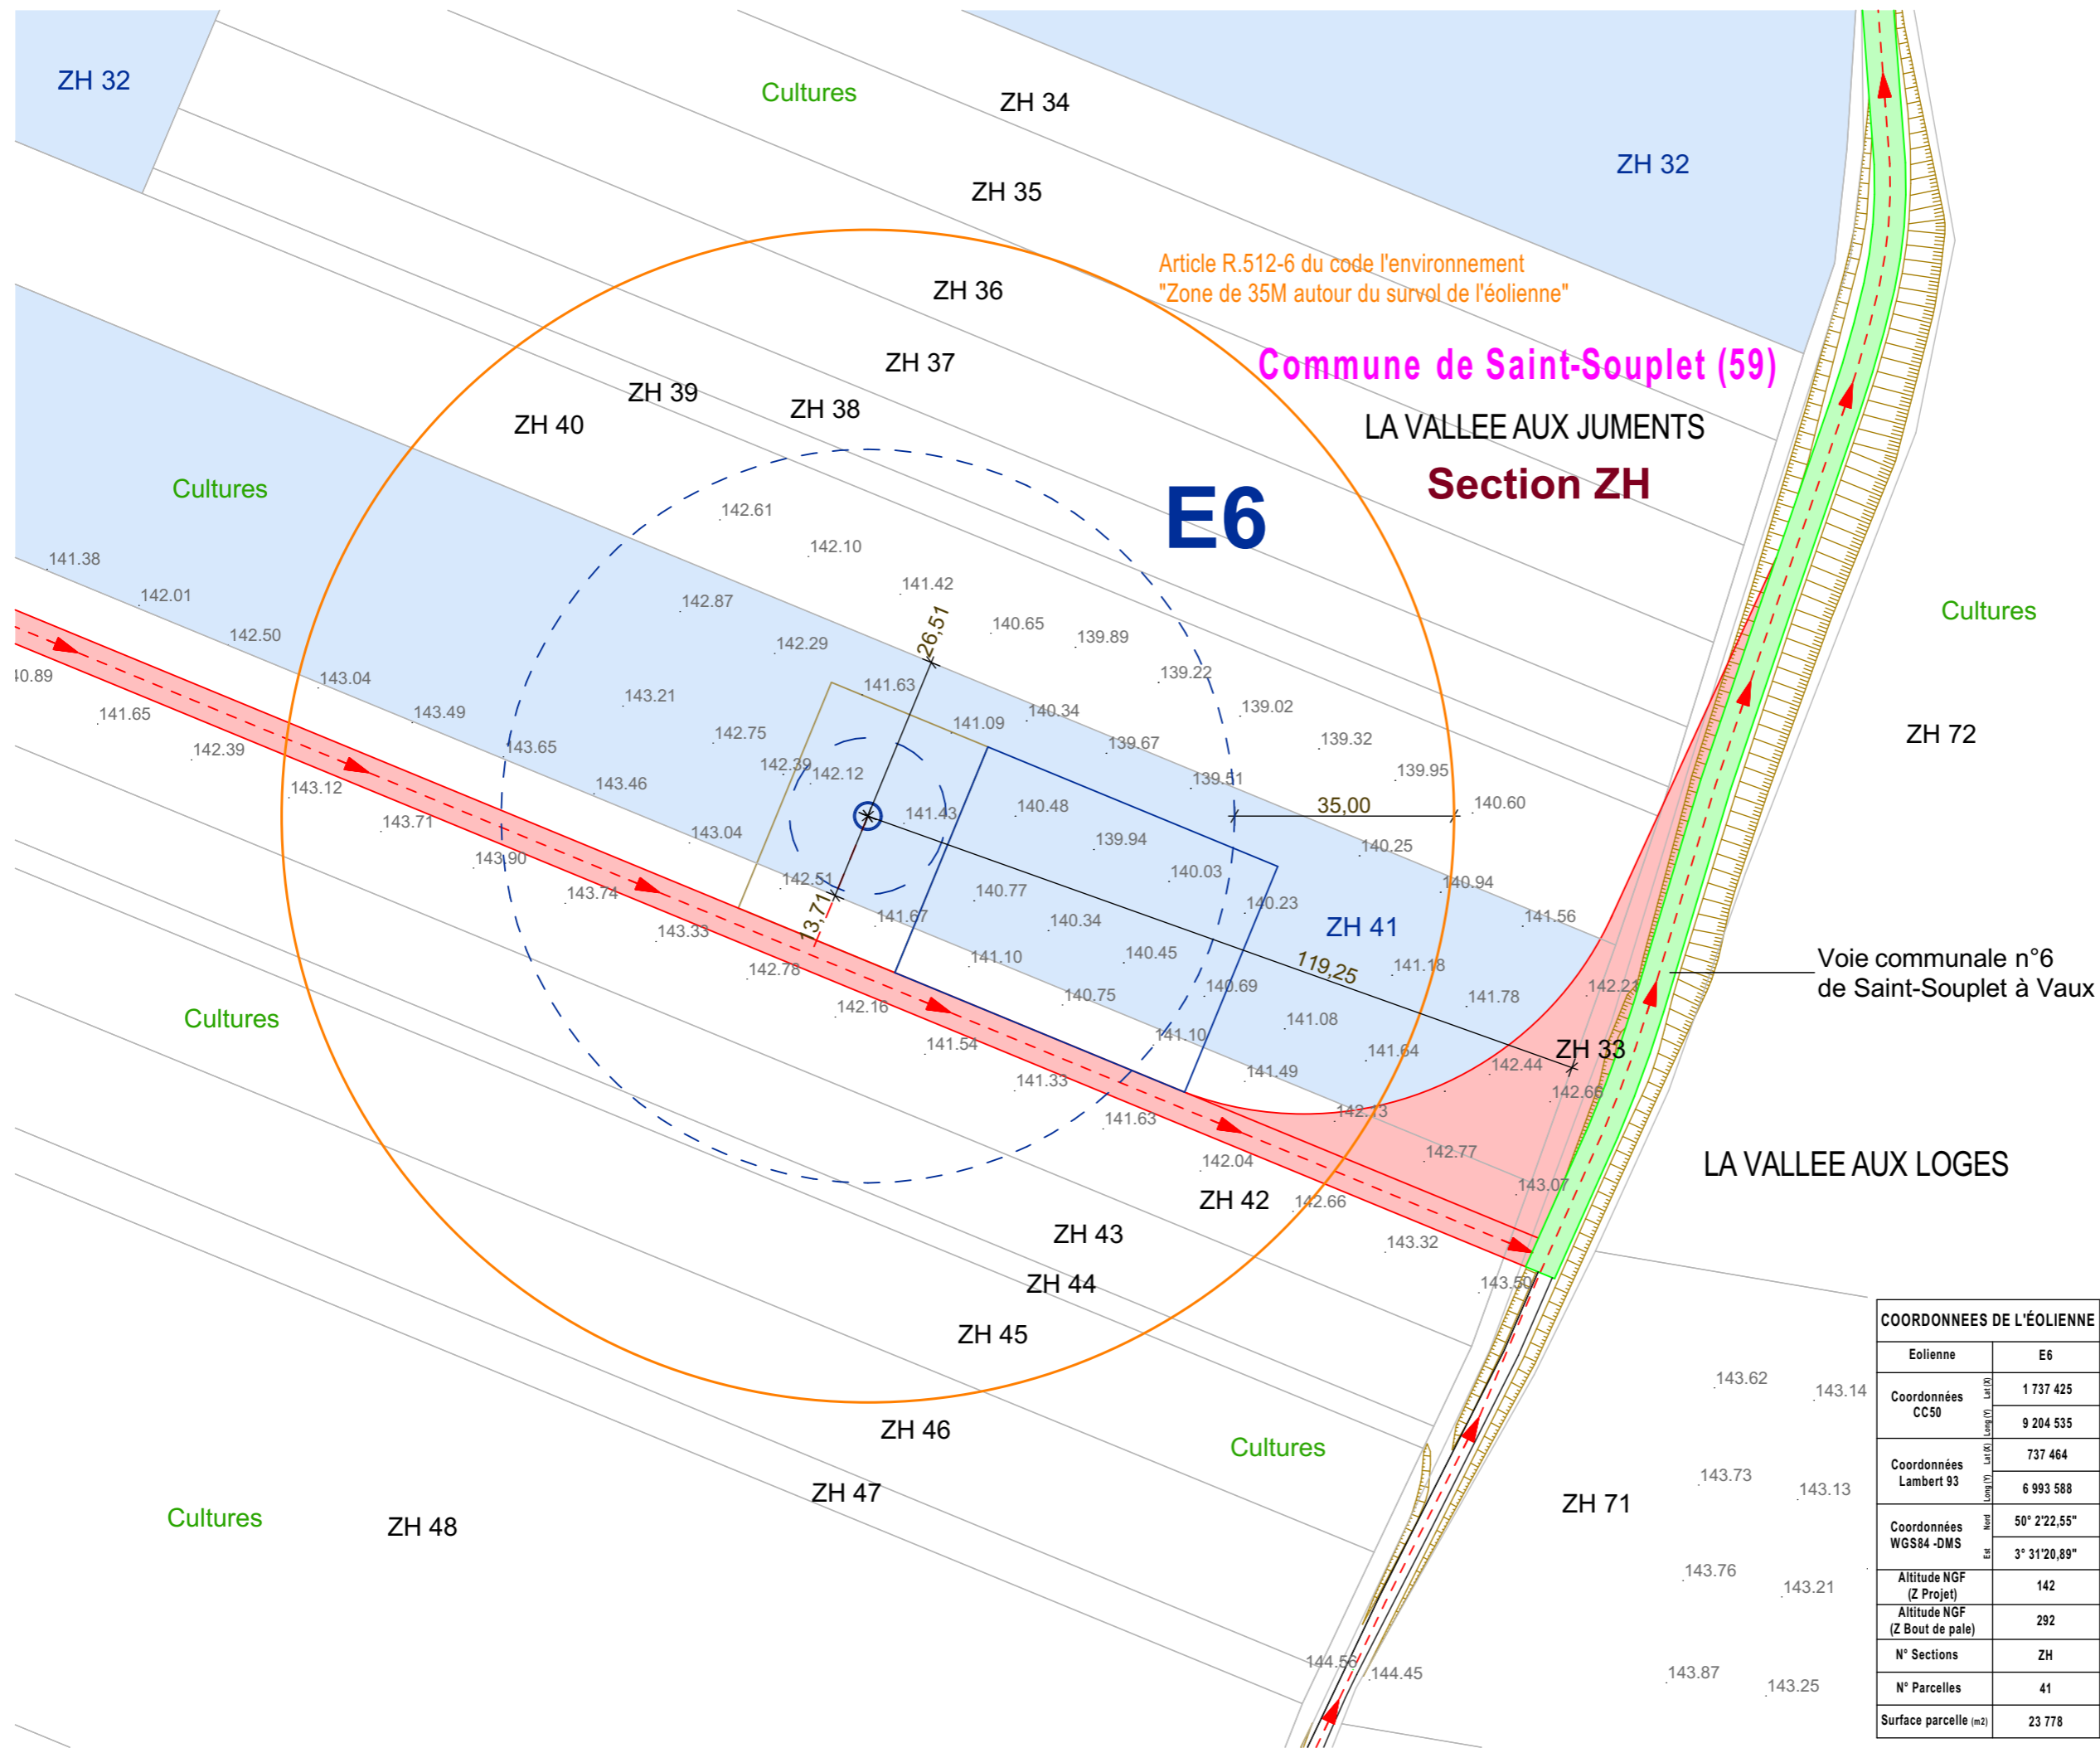 ZH 32
Cultures
ZH 34
ZH 32
ZH 35
Article R.512-6 du code l'environnement
"Zone de 35M autour du survol de l'éolienne"
ZH 36
ZH 37
Commune de Saint-Souplet (59)
ZH 39
ZH 38
ZH 40
LA VALLEE AUX JUMENTS
Section ZH
E6
Cultures
142.61
142.10
141.38
141.42
142.01
142.87
26,51
140.65
Cultures
142.50
142.29
139.89
40.89
143.04
139.22
141.63
143.21
139.02
141.65
143.49
141.09
140.34
142.75
139.32
ZH 72
142.39
143.65
139.67
142.39
142.12
139.95
143.12
143.46
139.51
35,00
140.60
143.71
143.04
141.43
140.48
139.94
140.25
143.90
142.51
140.03
140.94
143.74
140.77
140.23
13,71
141.67
140.34
ZH 41
141.56
143.33
142.78
141.10
140.45
119,25
141.18
Voie communale n°6
de Saint-Souplet à Vaux
142.16
140.75
140.69
141.78
142.21
Cultures
141.54
141.10
141.08
141.64
ZH 33
141.33
141.49
142.44
142.66
141.63
142.13
142.04
142.77
LA VALLEE AUX LOGES
143.07
ZH 42
142.66
ZH 43
143.32
ZH 44
143.50
ZH 45
ZH 46
Cultures
ZH 47
ZH 71
Cultures
ZH 48
143.62
143.14
143.73
143.13
143.76
143.21
144.56
144.45
143.87
143.25
COORDONNEES DE L'ÉOLIENNE
Eolienne E6
Coordonnées CC50 Lat(X) 1 737 425
Long(Y) 9 204 535
Coordonnées Lambert 93 Lat(X) 737 464
Long(Y) 6 993 588
Coordonnées WGS84 -DMS Nord 50° 2'22,55"
Est 3° 31'20,89"
Altitude NGF (Z Projet) 142
Altitude NGF (Z Bout de pale) 292
N° Sections ZH
N° Parcelles 41
Surface parcelle (m2) 23 778